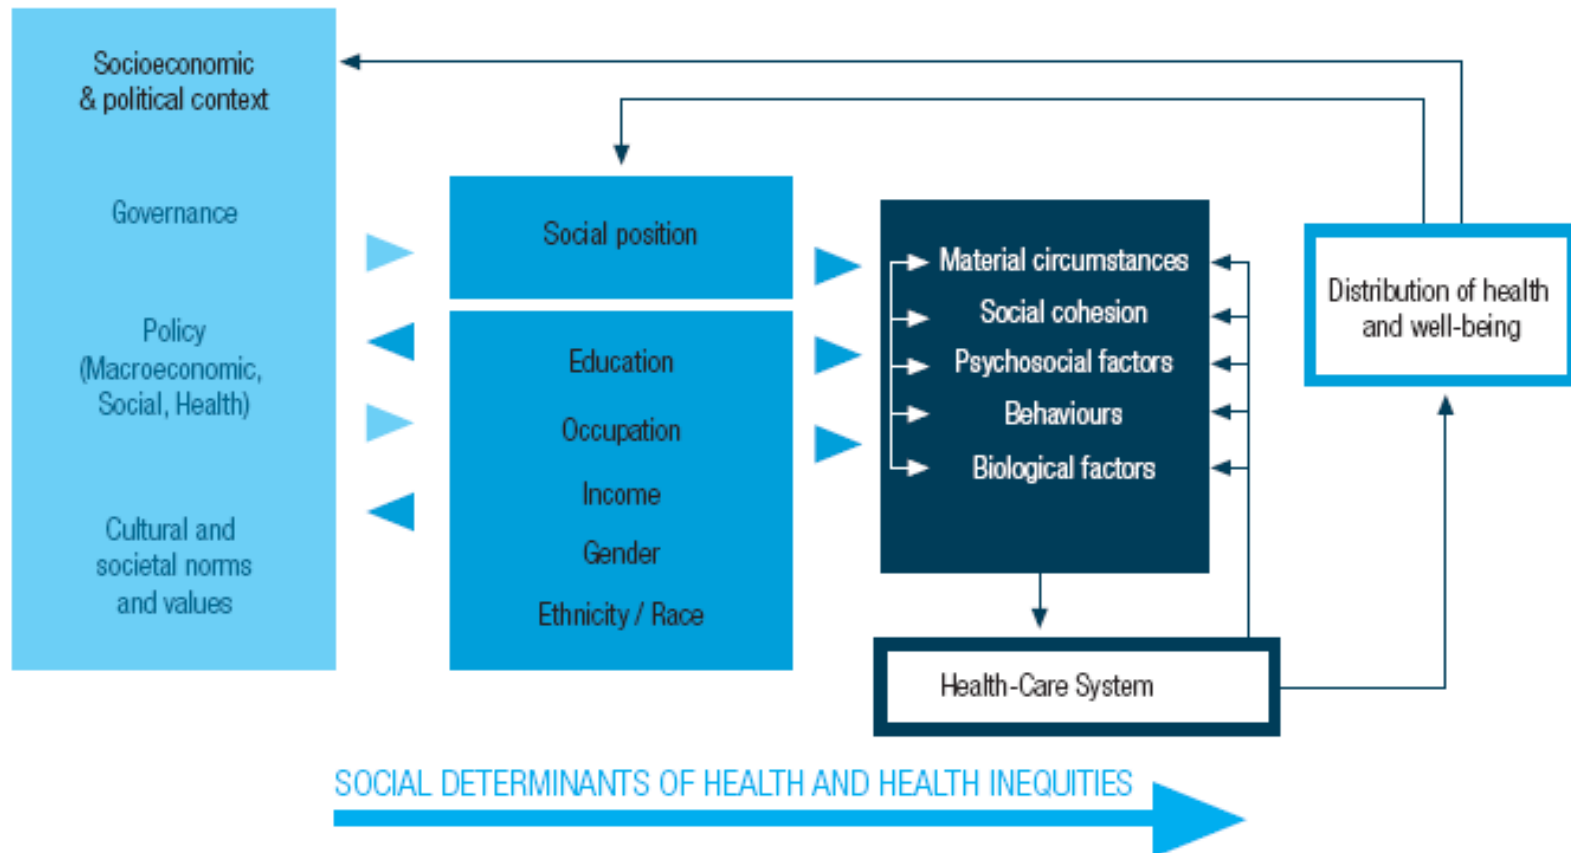 Socioeconomic
& political context
Governance
Policy
(Macroeconomic,
Social, Health)
Cultural and
societal norms
and values
Social position
Education
Occupation
Income
Gender
Ethnicity / Race
Material circumstances
Social cohesion
Psychosocial factors
Behaviours
Biological factors
Health-Care System
Distribution of health
and well-being
SOCIAL DETERMINANTS OF HEALTH AND HEALTH INEQUITIES